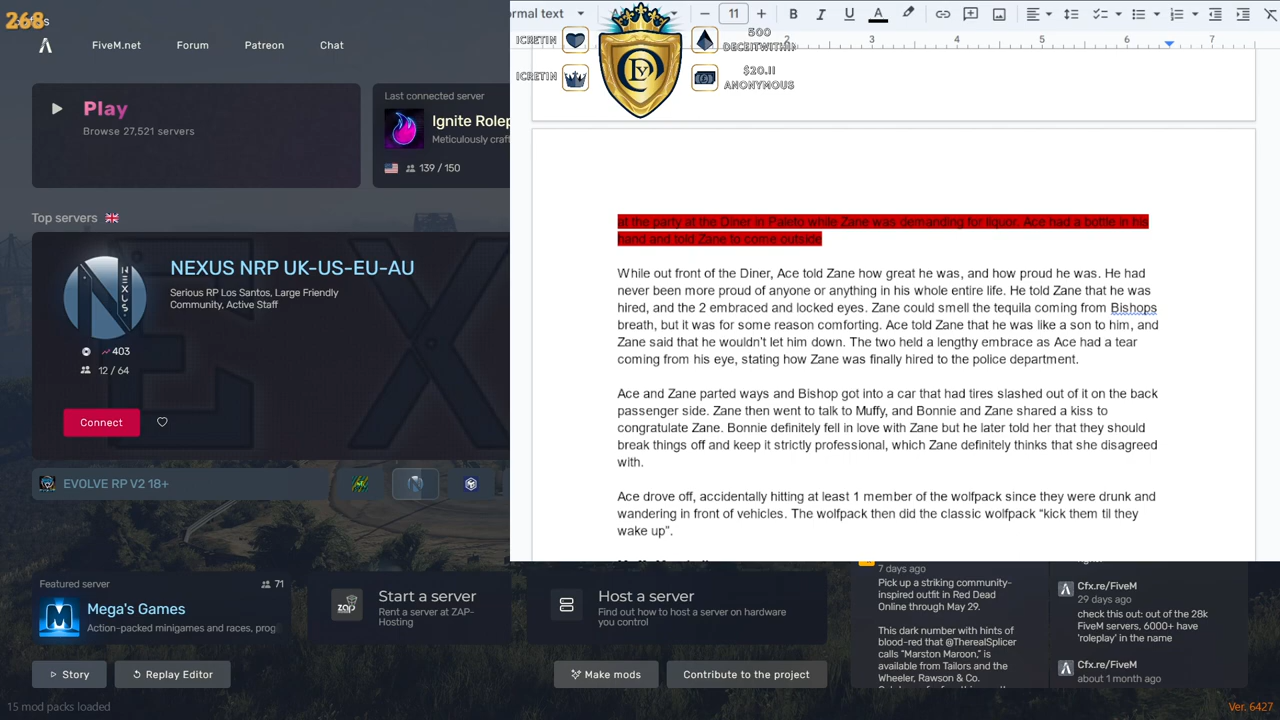 268
FiveM.net
Forum
Patreon
Chat
Play
Browse 27,521 servers
Last connected server
Ignite Rolep
Meticulously craf
139 / 150
Top servers
NEXUS NRP UK-US-EU-AU
Serious RP Los Santos, Large Friendly
Community, Active Staff
403
12 / 64
Connect
EVOLVE RP V2 18+
Featured server
71
Mega's Games
Action-packed minigames and races, prog
Start a server
Rent a server at ZAP-
Hosting
Host a server
Find out how to host a server on hardware
you control
Story
Replay Editor
Make mods
Contribute to the project
15 mod packs loaded
Ver. 6427
ormal text
11
B I U A
ICRETIN
500
DECEITWITHIN
ICRETIN
$20.11
ANONYMOUS
2 3 4 5 6 7
at the party at the Diner in Paleto while Zane was demanding for liquor. Ace had a bottle in his
hand and told Zane to come outside
While out front of the Diner, Ace told Zane how great he was, and how proud he was. He had
never been more proud of anyone or anything in his whole entire life. He told Zane that he was
hired, and the 2 embraced and locked eyes. Zane could smell the tequila coming from Bishops
breath, but it was for some reason comforting. Ace told Zane that he was like a son to him, and
Zane said that he wouldn't let him down. The two held a lengthy embrace as Ace had a tear
coming from his eye, stating how Zane was finally hired to the police department.
Ace and Zane parted ways and Bishop got into a car that had tires slashed out of it on the back
passenger side. Zane then went to talk to Muffy, and Bonnie and Zane shared a kiss to
congratulate Zane. Bonnie definitely fell in love with Zane but he later told her that they should
break things off and keep it strictly professional, which Zane definitely thinks that she disagreed
with.
Ace drove off, accidentally hitting at least 1 member of the wolfpack since they were drunk and
wandering in front of vehicles. The wolfpack then did the classic wolfpack “kick them til they
wake up”.
7 days ago
Pick up a striking community-
inspired outfit in Red Dead
Online through May 29.
This dark number with hints of
blood-red that @TherealSplicer
calls “Marston Maroon,” is
available from Tailors and the
Wheeler, Rawson & Co.
Cfx.re/FiveM
29 days ago
check this out: out of the 28k
FiveM servers, 6000+ have
'roleplay' in the name
Cfx.re/FiveM
about 1 month ago